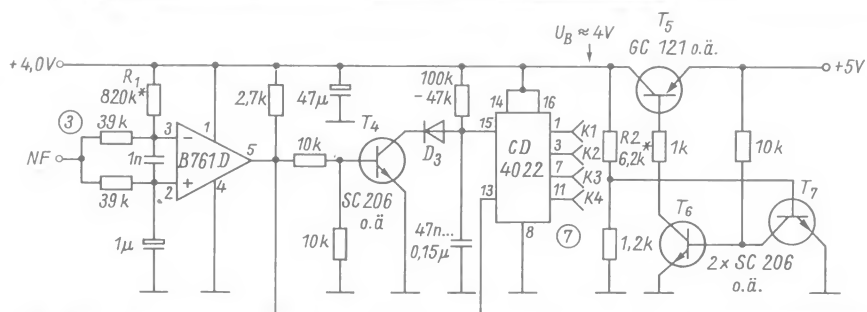 +4,0V
R1
820k*
3
39k
NF
1n
39k
1µ
3
−
B761D
+
2
1
5
4
2,7k
47µ
10k
10k
T4
SC 206
o.ä
D3
100k
-47k
47n...
0,15µ
14
16
15
13
CD
4022
8
1
3
7
11
K1
K2
K3
K4
7
UB ≈ 4V
T5
GC 121 o.ä.
+5V
R2
6,2k*
1k
10k
1,2k
T6
T7
2 x SC 206
o.ä.